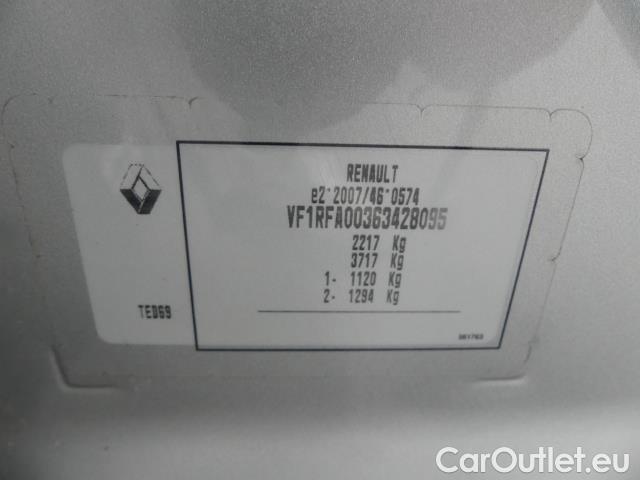 RENAULT
e2*2007/46*0574
VF1RFA00363428095
2217 Kg
3717 Kg
1- 1120 Kg
2- 1294 Kg
TED69
361763
CarOutlet.eu